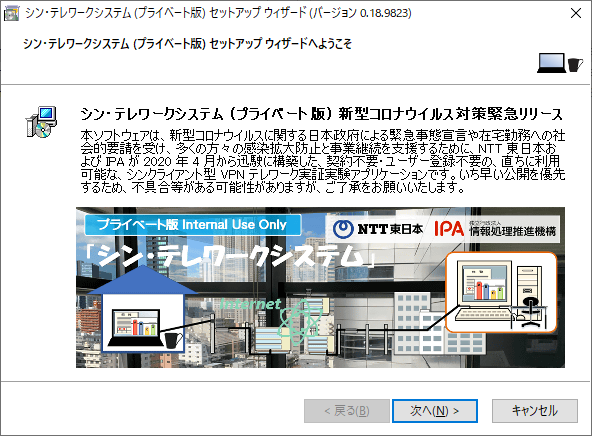 シン・テレワークシステム (プライベート版) セットアップ ウィザード (バージョン 0.18.9823)
シン・テレワークシステム (プライベート版) セットアップ ウィザードへようこそ
シン・テレワークシステム (プライベート版) 新型コロナウイルス対策緊急リリース
本ソフトウェアは、新型コロナウイルスに関する日本政府による緊急事態宣言や在宅勤務への社
会的要請を受け、多くの方々の感染拡大防止と事業継続を支援するために、NTT 東日本お
よび IPA が 2020 年 4 月から迅験に構築した、契約不要・ユーザー登録不要の、直ちに利用
可能な、シンクライアント型 VPN テレワーク実証実験アプリケーションです。いち早い公開を優先
するため、不具合等がある可能性がありますが、ご了承をお願いいたします。
プライベート版 Internal Use Only
NTT東日本
IPA 独立行政法人
情報処理推進機構
「シン・テレワークシステム」
Internet
< 戻る(B)
次へ(N) >
キャンセル